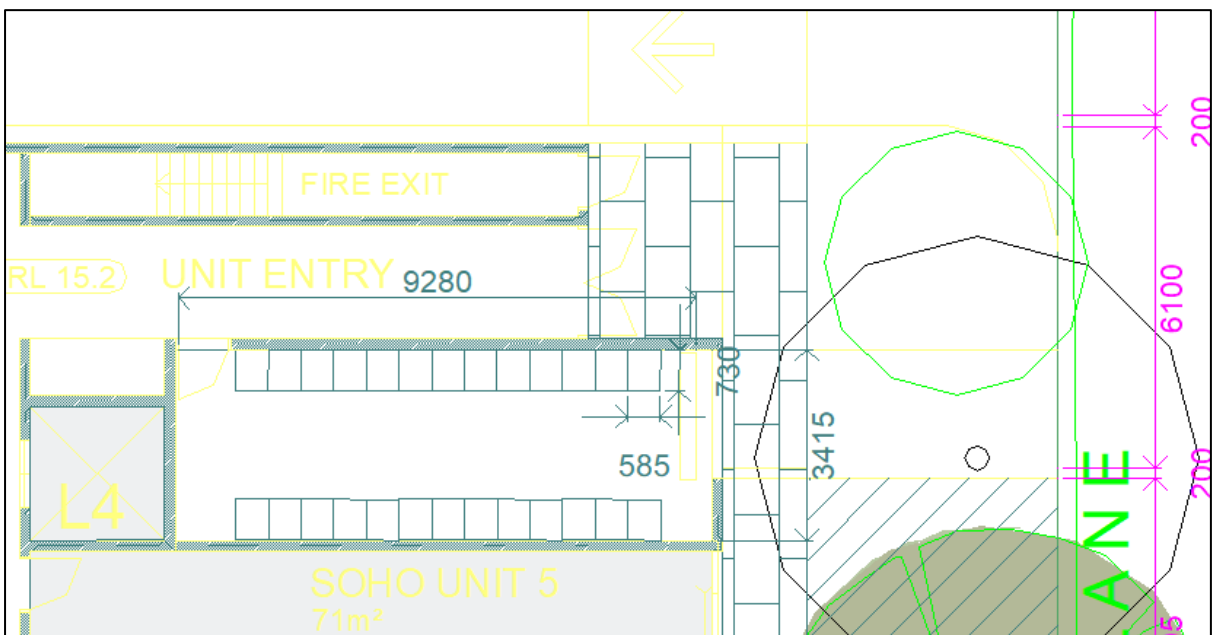 200
FIRE EXIT
RL 15.2
UNIT ENTRY
9280
6100
730
3415
585
200
L4
ANE
SOHO UNIT 5
71m²